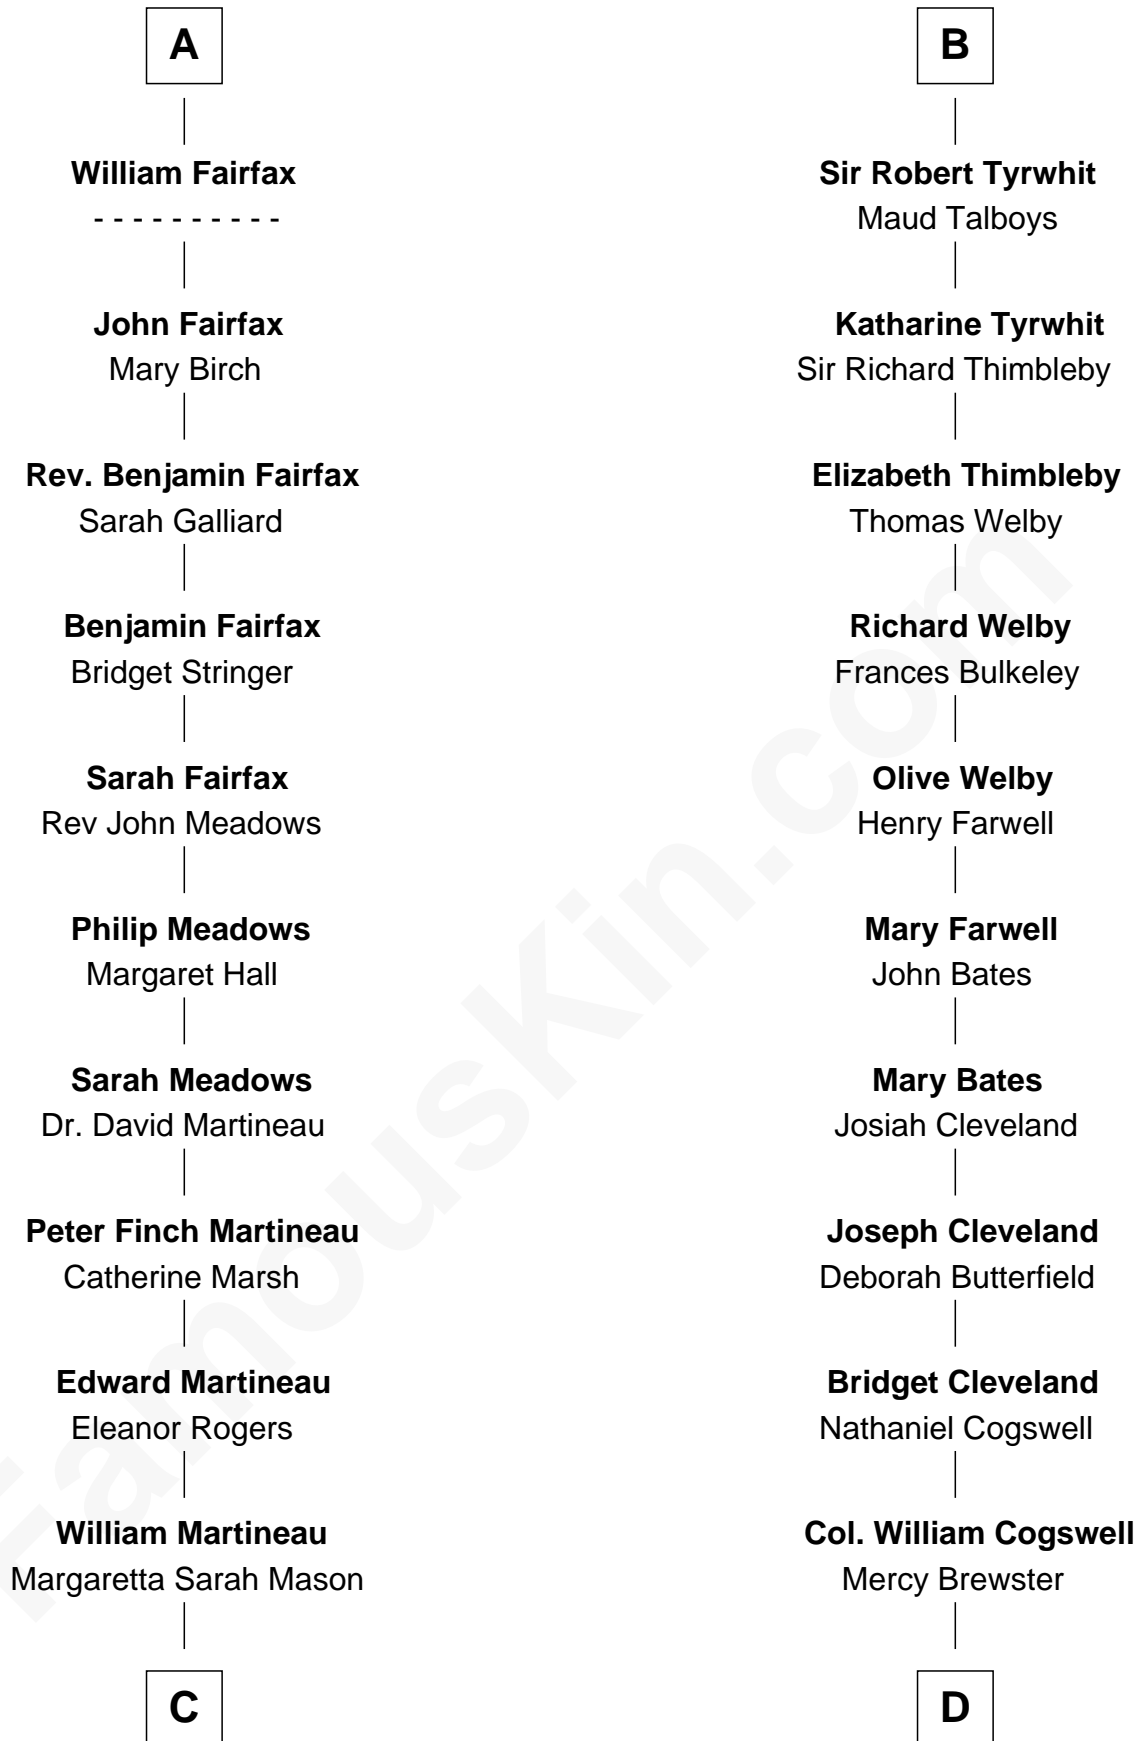 A
William Fairfax
- - - - - - - - - -
John Fairfax
Mary Birch
Rev. Benjamin Fairfax
Sarah Galliard
Benjamin Fairfax
Bridget Stringer
Sarah Fairfax
Rev John Meadows
Philip Meadows
Margaret Hall
Sarah Meadows
Dr. David Martineau
Peter Finch Martineau
Catherine Marsh
Edward Martineau
Eleanor Rogers
William Martineau
Margaretta Sarah Mason
C
B
Sir Robert Tyrwhit
Maud Talboys
Katharine Tyrwhit
Sir Richard Thimbleby
Elizabeth Thimbleby
Thomas Welby
Richard Welby
Frances Bulkeley
Olive Welby
Henry Farwell
Mary Farwell
John Bates
Mary Bates
Josiah Cleveland
Joseph Cleveland
Deborah Butterfield
Bridget Cleveland
Nathaniel Cogswell
Col. William Cogswell
Mercy Brewster
D
FamousKin.com